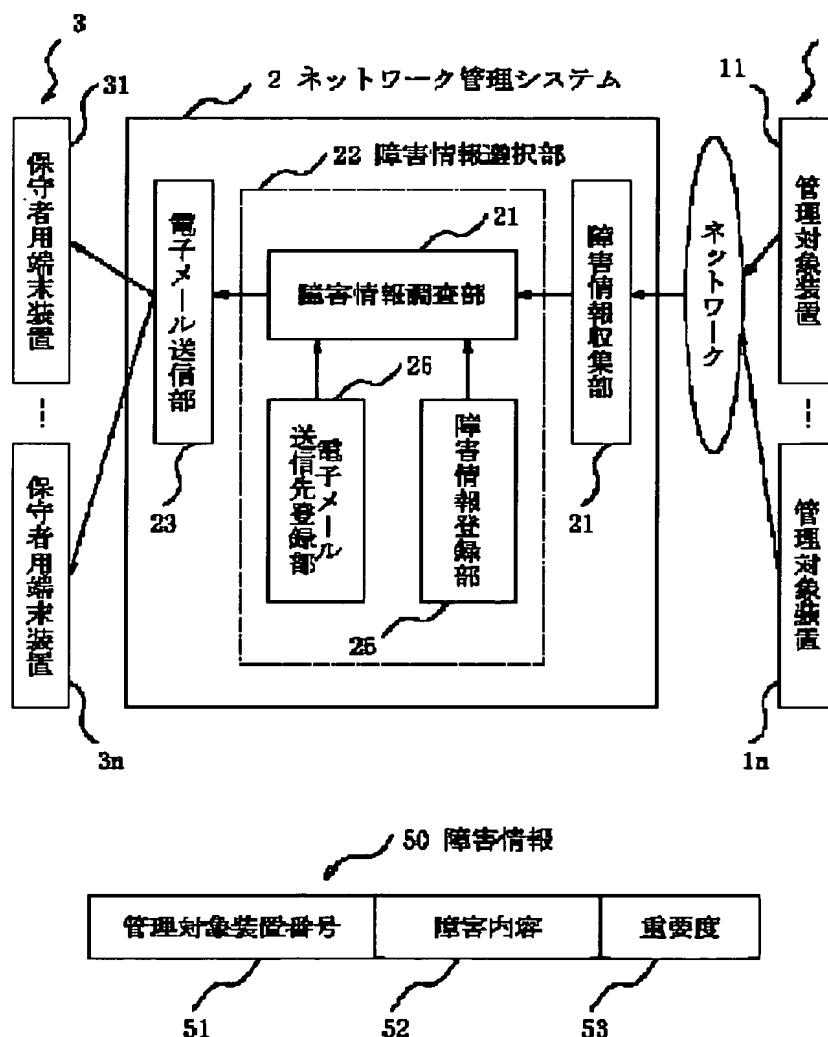 3
31
11
2 ネットワーク管理システム
22 障害情報選択部
21
保守者用端末装置
電子メール送信部
障害情報調査部
障害情報収集部
ネットワーク
管理対象装置
26
電子メール
送信先登録部
障害情報登録部
23
25
21
保守者用端末装置
管理対象装置
3n
1n
50 障害情報
管理対象装置番号
障害内容
重要度
51
52
53